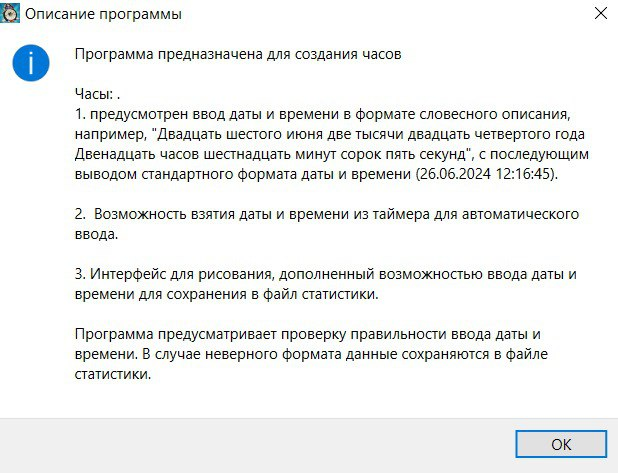 Описание программы
Программа предназначена для создания часов
Часы: .
1. предусмотрен ввод даты и времени в формате словесного описания,
например, "Двадцать шестого июня две тысячи двадцать четвертого года
Двенадцать часов шестнадцать минут сорок пять секунд", с последующим
выводом стандартного формата даты и времени (26.06.2024 12:16:45).
2.  Возможность взятия даты и времени из таймера для автоматического
ввода.
3. Интерфейс для рисования, дополненный возможностью ввода даты и
времени для сохранения в файл статистики.
Программа предусматривает проверку правильности ввода даты и
времени. В случае неверного формата данные сохраняются в файле
статистики.
OK